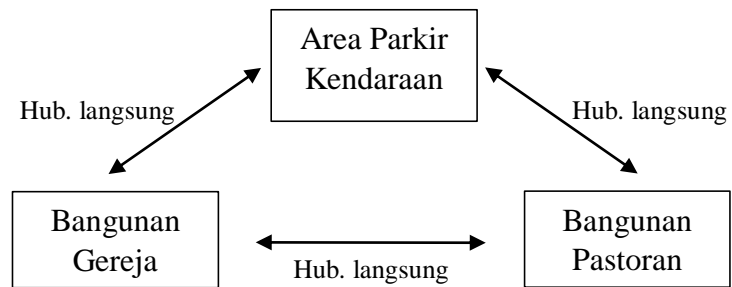 Area Parkir
Kendaraan
Hub. langsung
Hub. langsung
Bangunan
Gereja
Bangunan
Pastoran
Hub. langsung